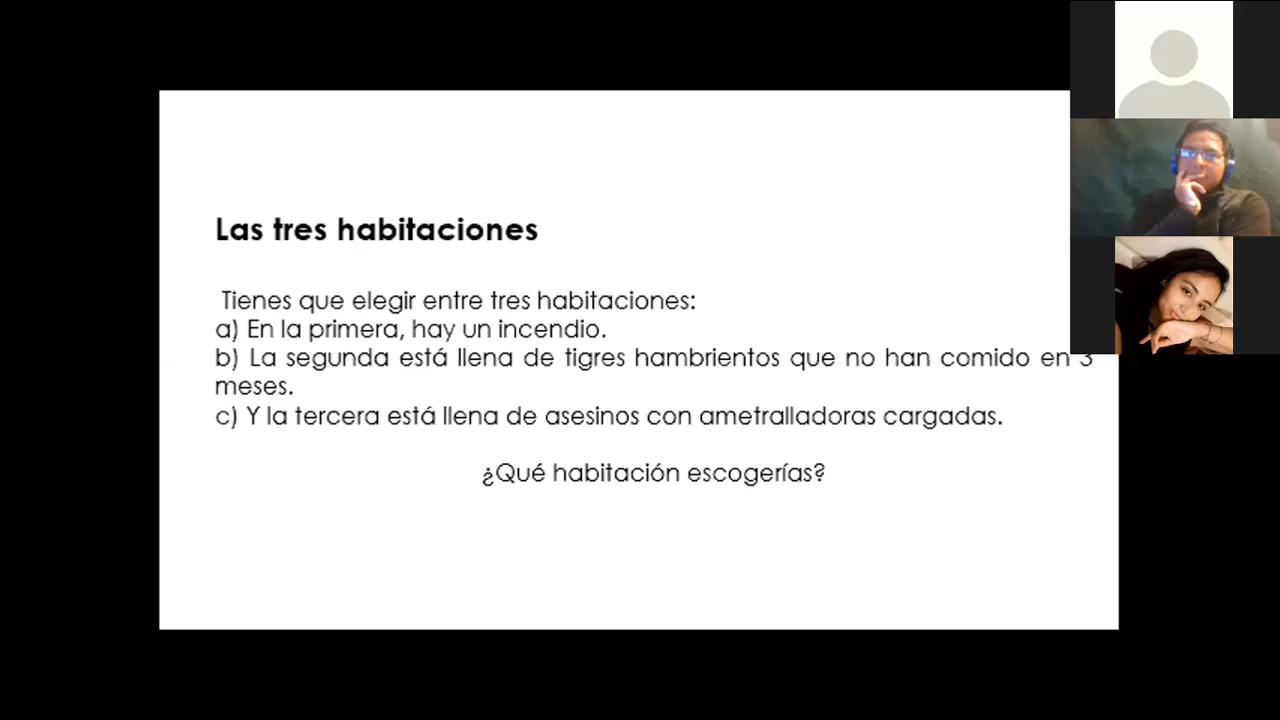 Las tres habitaciones
Tienes que elegir entre tres habitaciones:
a) En la primera, hay un incendio.
b) La segunda está llena de tigres hambrientos que no han comido en 3
meses.
c) Y la tercera está llena de asesinos con ametralladoras cargadas.
¿Qué habitación escogerías?